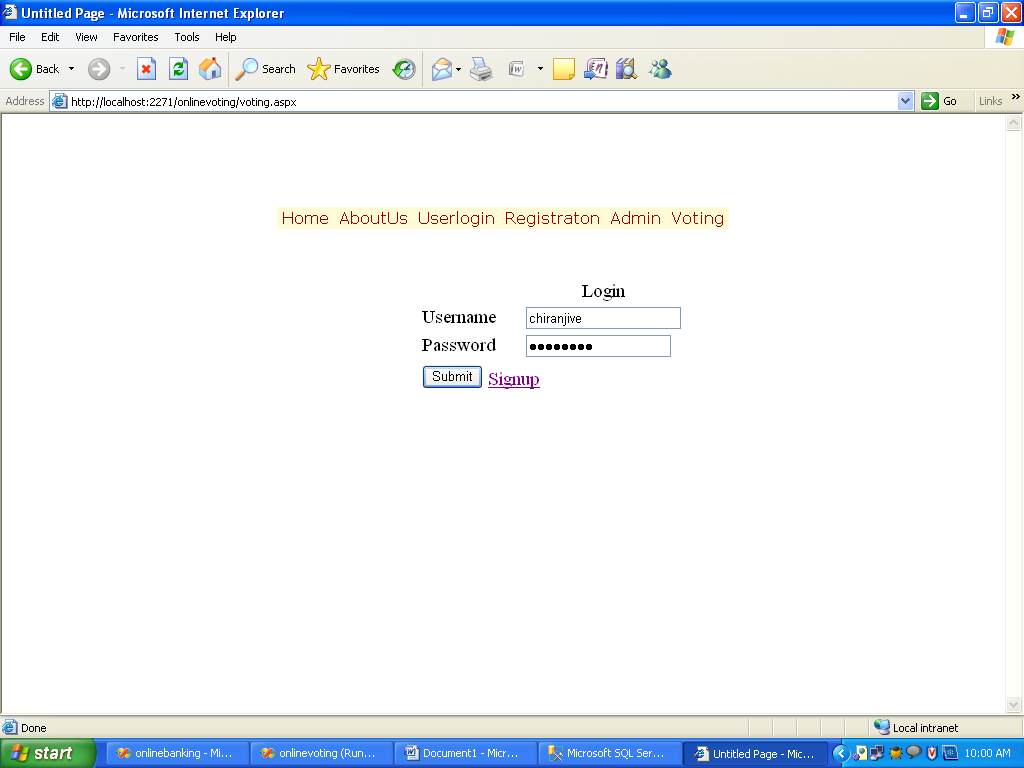 Untitled Page - Microsoft Internet Explorer
File Edit View Favorites Tools Help
Back Search Favorites
Address http://localhost:2271/onlinevoting/voting.aspx Go Links »
Home AboutUs Userlogin Registraton Admin Voting
Login
Username chiranjive
Password ●●●●●●●●
Submit Signup
Done Local intranet
start onlinebanking - Mi... onlinevoting (Run... Document1 - Micr... Microsoft SQL Ser... Untitled Page - Mic... 10:00 AM